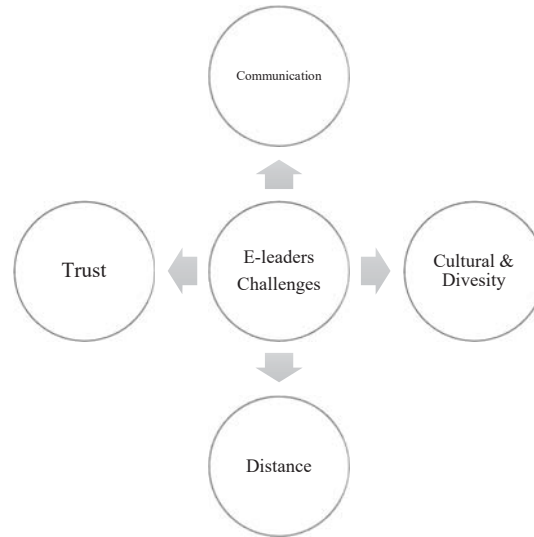 Communication
Trust
E-leaders
Challenges
Cultural &
Divesity
Distance